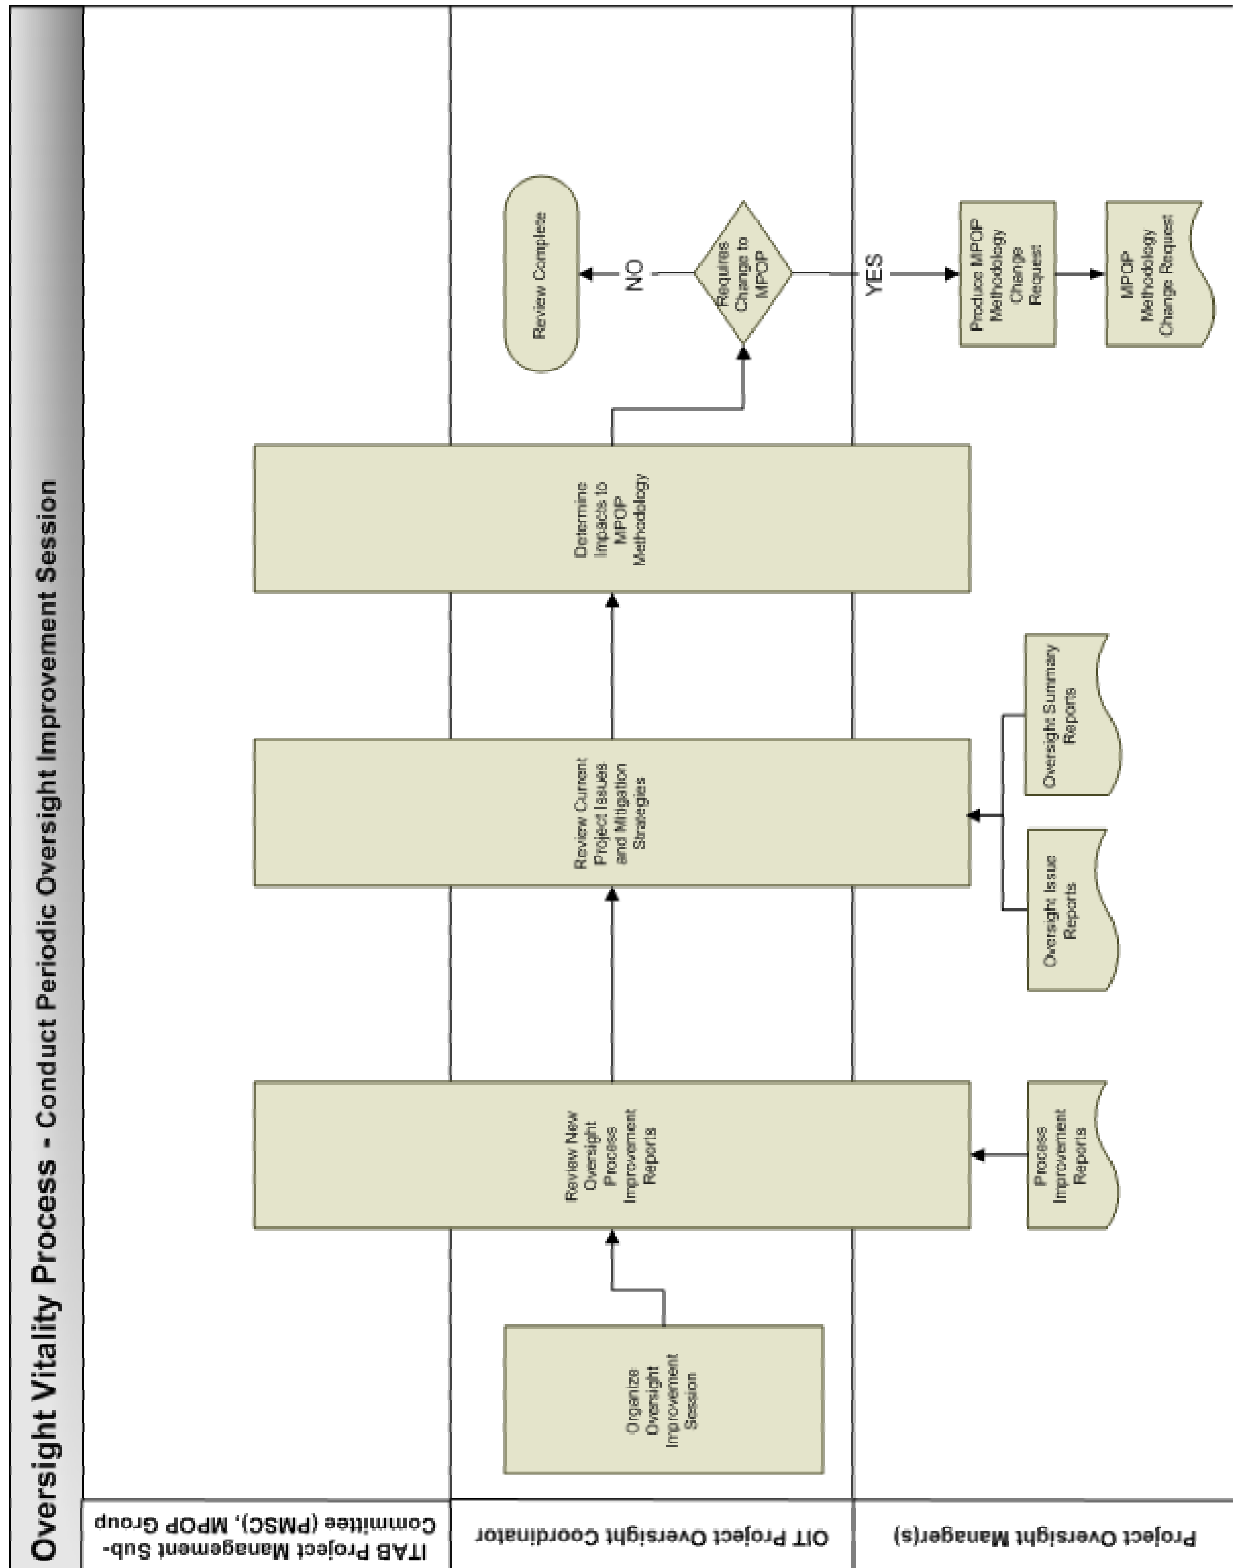 Oversight Vitality Process - Conduct Periodic Oversight Improvement Session
ITAB Project Management Sub-
Committee (PMSC), MPOP Group
OIT Project Oversight Coordinator
Project Oversight Manager(s)
Organize
Oversight
Improvement
Session
Review New
Oversight
Process
Improvement
Reports
Process
Improvement
Reports
Review Current
Project Issues
and Mitigation
Strategies
Oversight Issue
Reports
Oversight Summary
Reports
Determine
Impacts to
MPOP
Methodology
Requires
Change to
MPOP
NO
Review Complete
YES
Produce MPOP
Methodology
Change
Request
MPOP
Methodology
Change Request